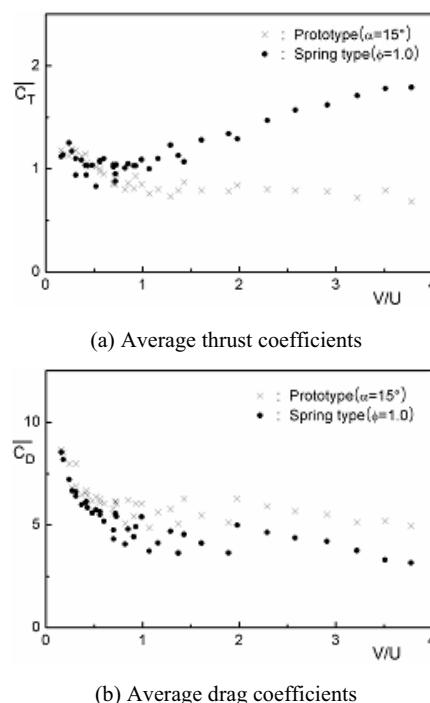 × : Prototype(α=15°)
● : Spring type(ϕ=1.0)
2
C_T
1
0
0 1 2 3 4
V/U
(a) Average thrust coefficients
× : Prototype(α=15°)
● : Spring type(ϕ=1.0)
10
C_D
5
0
0 1 2 3 4
V/U
(b) Average drag coefficients